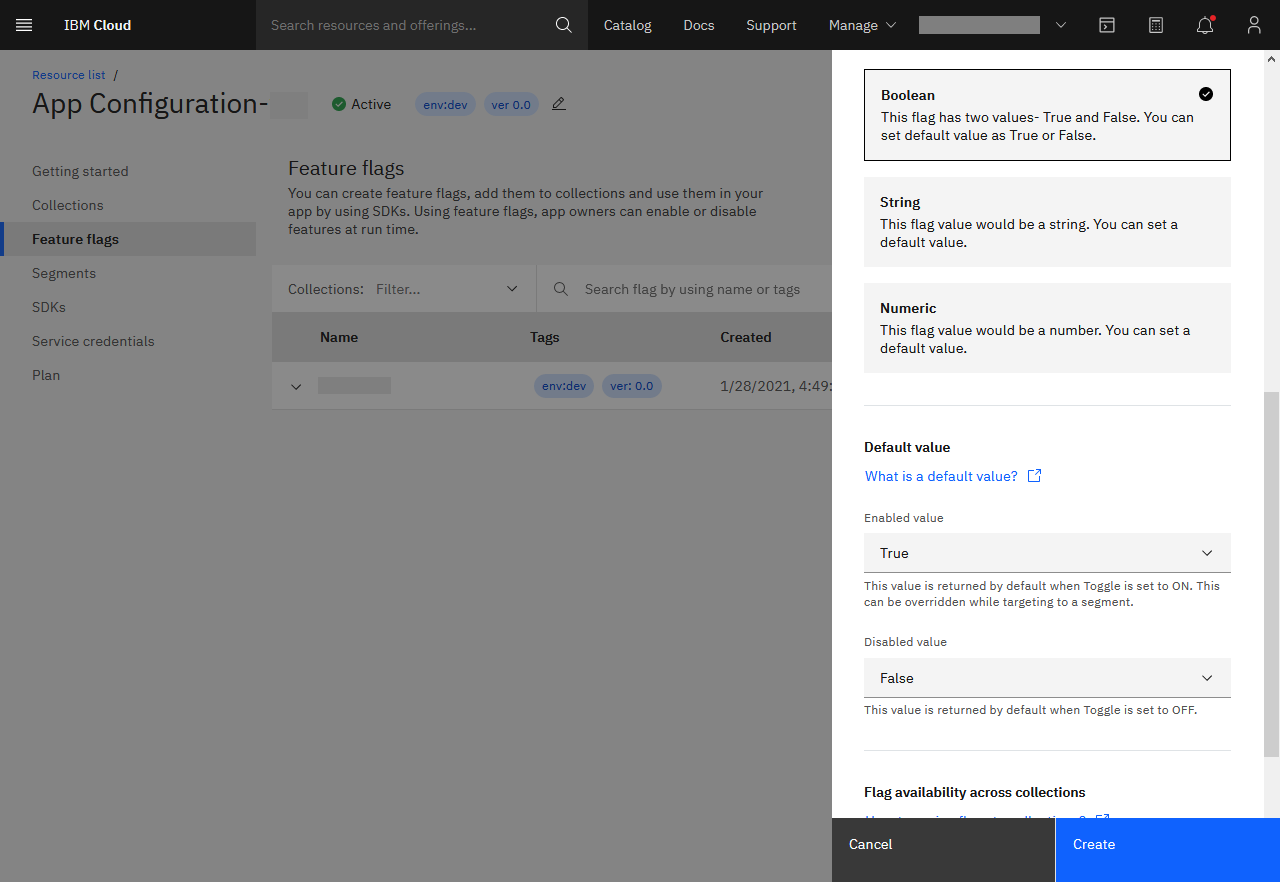 IBM Cloud
Search resources and offerings...
Catalog
Docs
Support
Manage
Resource list /
App Configuration-
Active
env:dev
ver 0.0
Getting started
Collections
Feature flags
Segments
SDKs
Service credentials
Plan
Feature flags
You can create feature flags, add them to collections and use them in your
app by using SDKs. Using feature flags, app owners can enable or disable
features at run time.
Collections: Filter...
Search flag by using name or tags
Name
Tags
Created
env:dev
ver: 0.0
1/28/2021, 4:49:
Boolean
This flag has two values- True and False. You can
set default value as True or False.
String
This flag value would be a string. You can set a
default value.
Numeric
This flag value would be a number. You can set a
default value.
Default value
What is a default value?
Enabled value
True
This value is returned by default when Toggle is set to ON. This
can be overridden while targeting to a segment.
Disabled value
False
This value is returned by default when Toggle is set to OFF.
Flag availability across collections
Cancel
Create